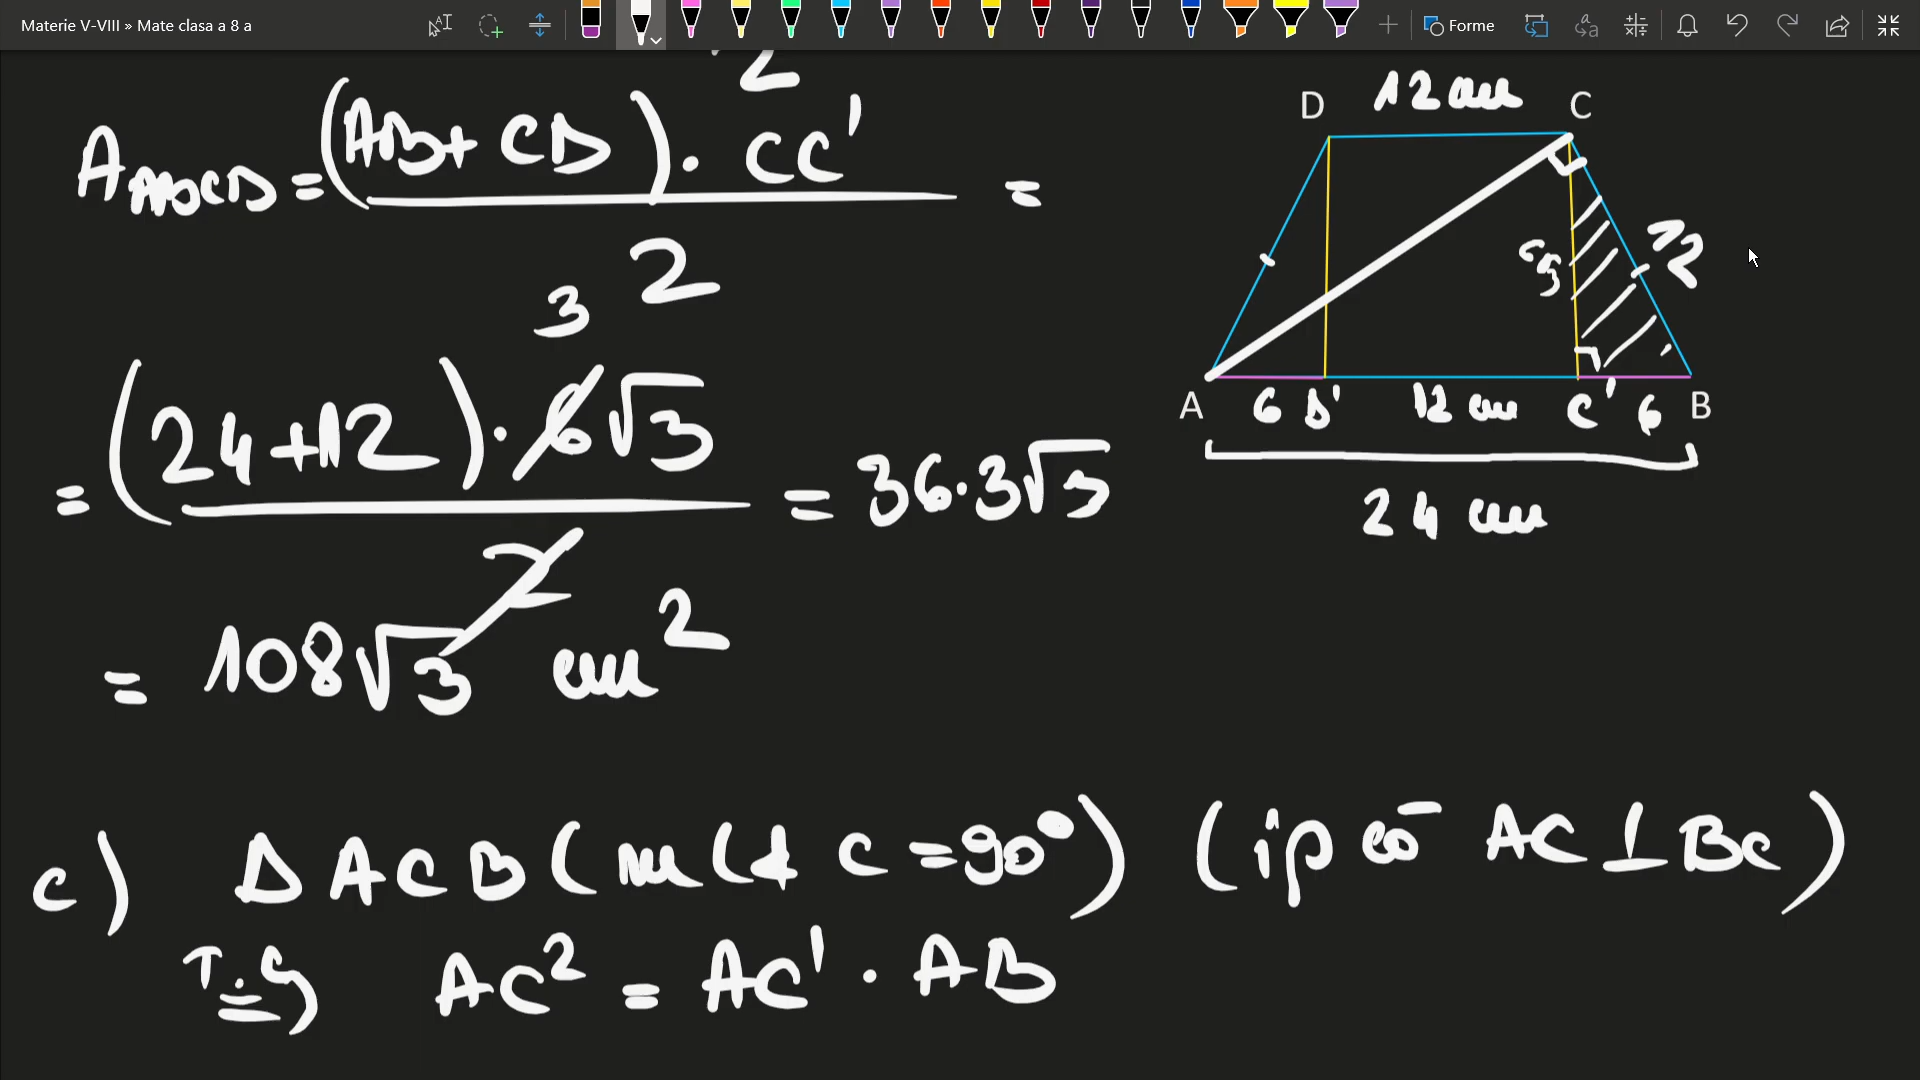 Materie V-VIII » Mate clasa a 8 a
Forme
2
A_ABCD = (AB + CD) · CC' / 2 =
3
= (24 + 12) · 6√3 / 2 = 36 · 3√3
= 108√3 cm²
D 12 cm C
12
A 6 D' 12 cm C' 6 B
24 cm
c) Δ ACB (m(∡ C = 90°) (ip că AC ⊥ BC)
T.C) AC² = AC' · AB